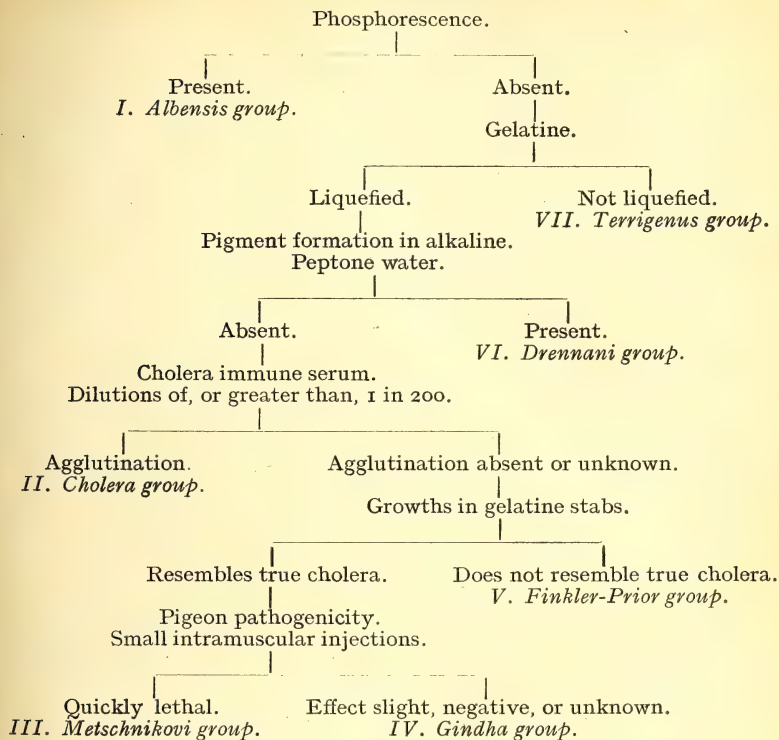 Phosphorescence.
Present. Absent.
I. Albensis group.
Gelatine.
Liquefied. Not liquefied.
VII. Terrigenus group.
Pigment formation in alkaline.
Peptone water.
Absent. Present.
VI. Drennani group.
Cholera immune serum.
Dilutions of, or greater than, 1 in 200.
Agglutination. Agglutination absent or unknown.
II. Cholera group.
Growths in gelatine stabs.
Resembles true cholera. Does not resemble true cholera.
V. Finkler-Prior group.
Pigeon pathogenicity.
Small intramuscular injections.
Quickly lethal. Effect slight, negative, or unknown.
III. Metschnikovi group. IV. Gindha group.